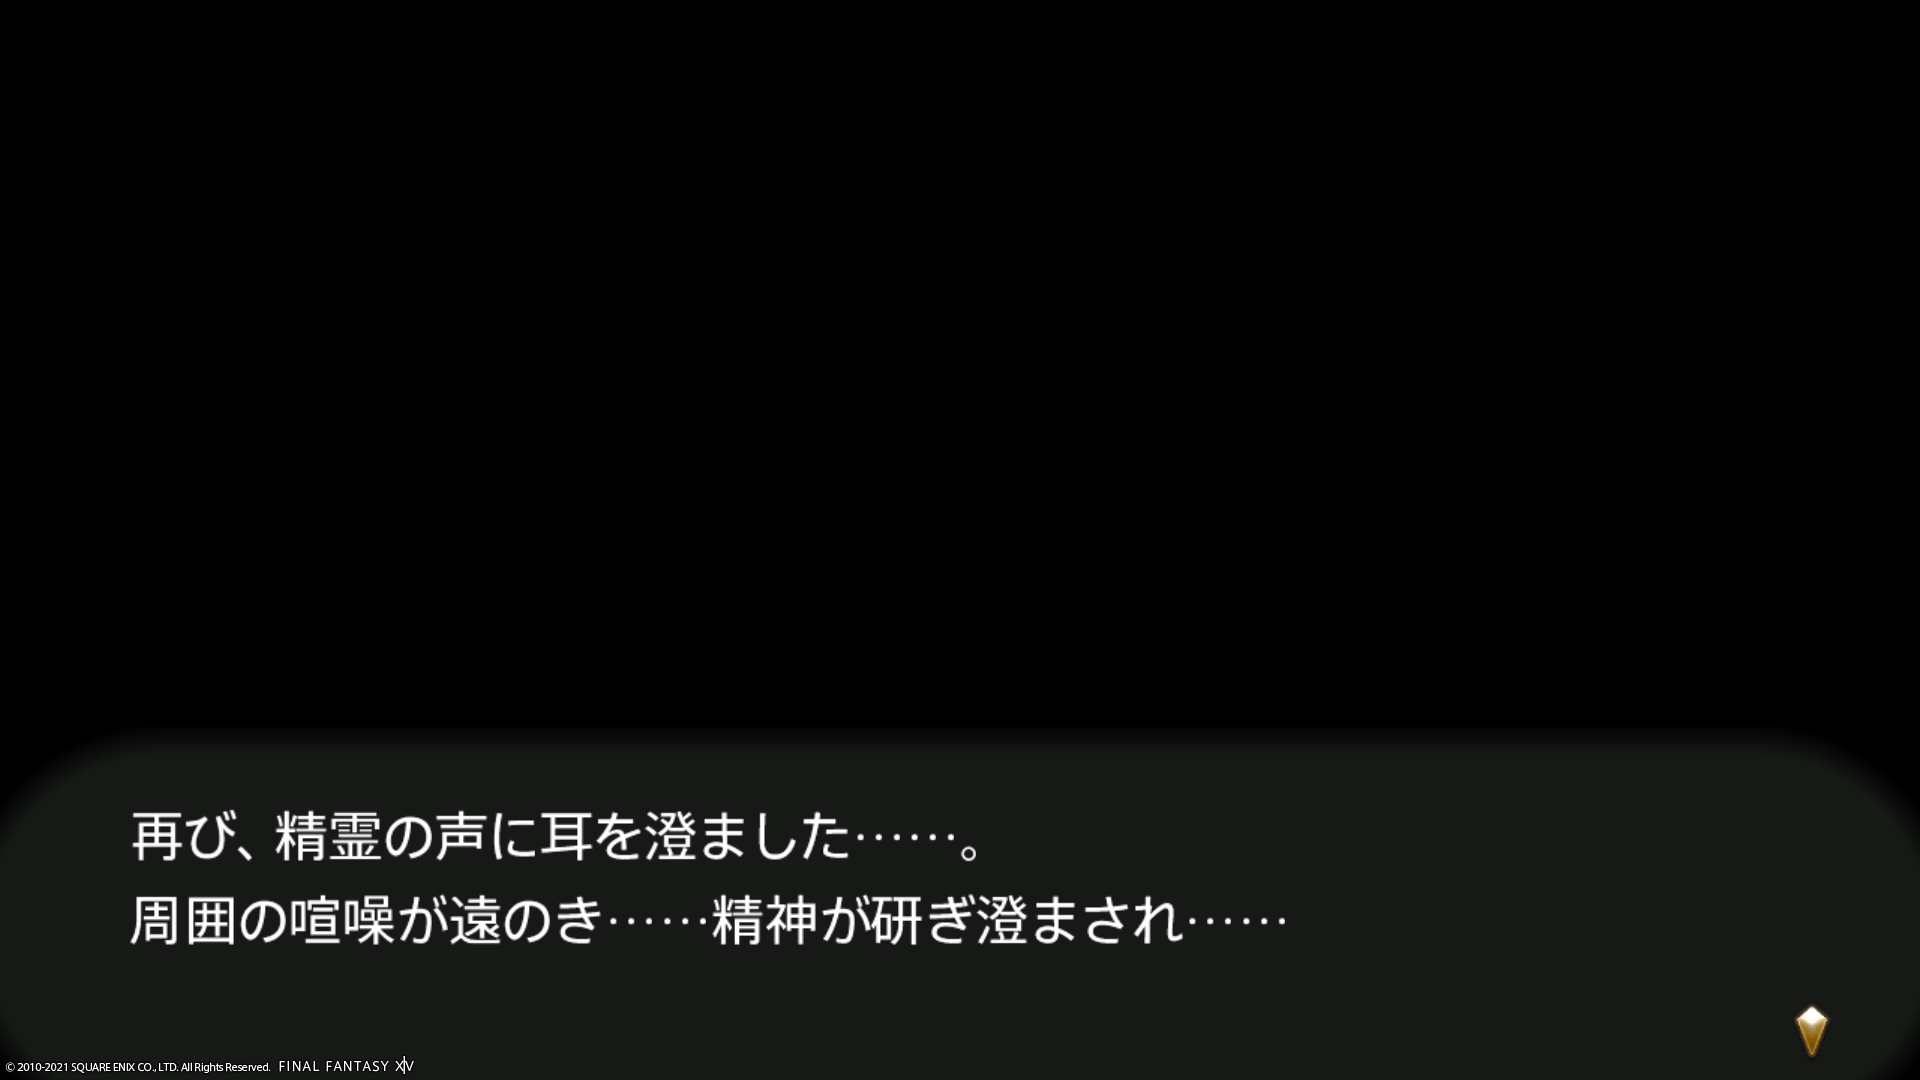 再び、精霊の声に耳を澄ました……。
周囲の喧噪が遠のき……精神が研ぎ澄まされ……
© 2010-2021 SQUARE ENIX CO., LTD. All Rights Reserved. FINAL FANTASY XIV